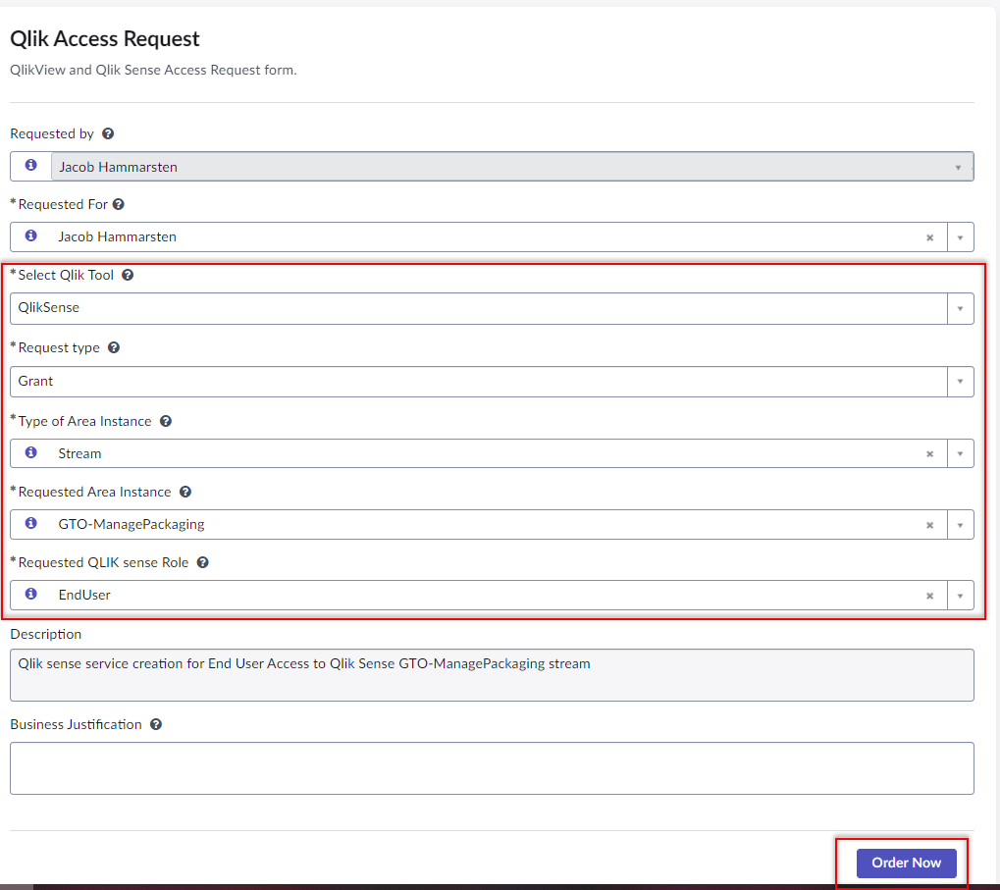 Qlik Access Request
QlikView and Qlik Sense Access Request form.
Requested by
Jacob Hammarsten
*Requested For
Jacob Hammarsten
*Select Qlik Tool
QlikSense
*Request type
Grant
*Type of Area Instance
Stream
*Requested Area Instance
GTO-ManagePackaging
*Requested QLIK sense Role
EndUser
Description
Qlik sense service creation for End User Access to Qlik Sense GTO-ManagePackaging stream
Business Justification
Order Now